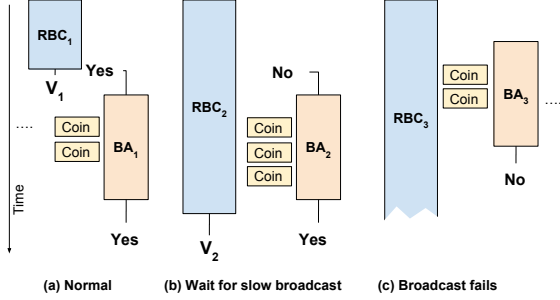 RBC1
Yes
V1
....
Coin
Coin
BA1
Yes
Time
(a) Normal
RBC2
No
Coin
Coin
Coin
BA2
V2
Yes
(b) Wait for slow broadcast
RBC3
Coin
Coin
BA3
....
No
(c) Broadcast fails